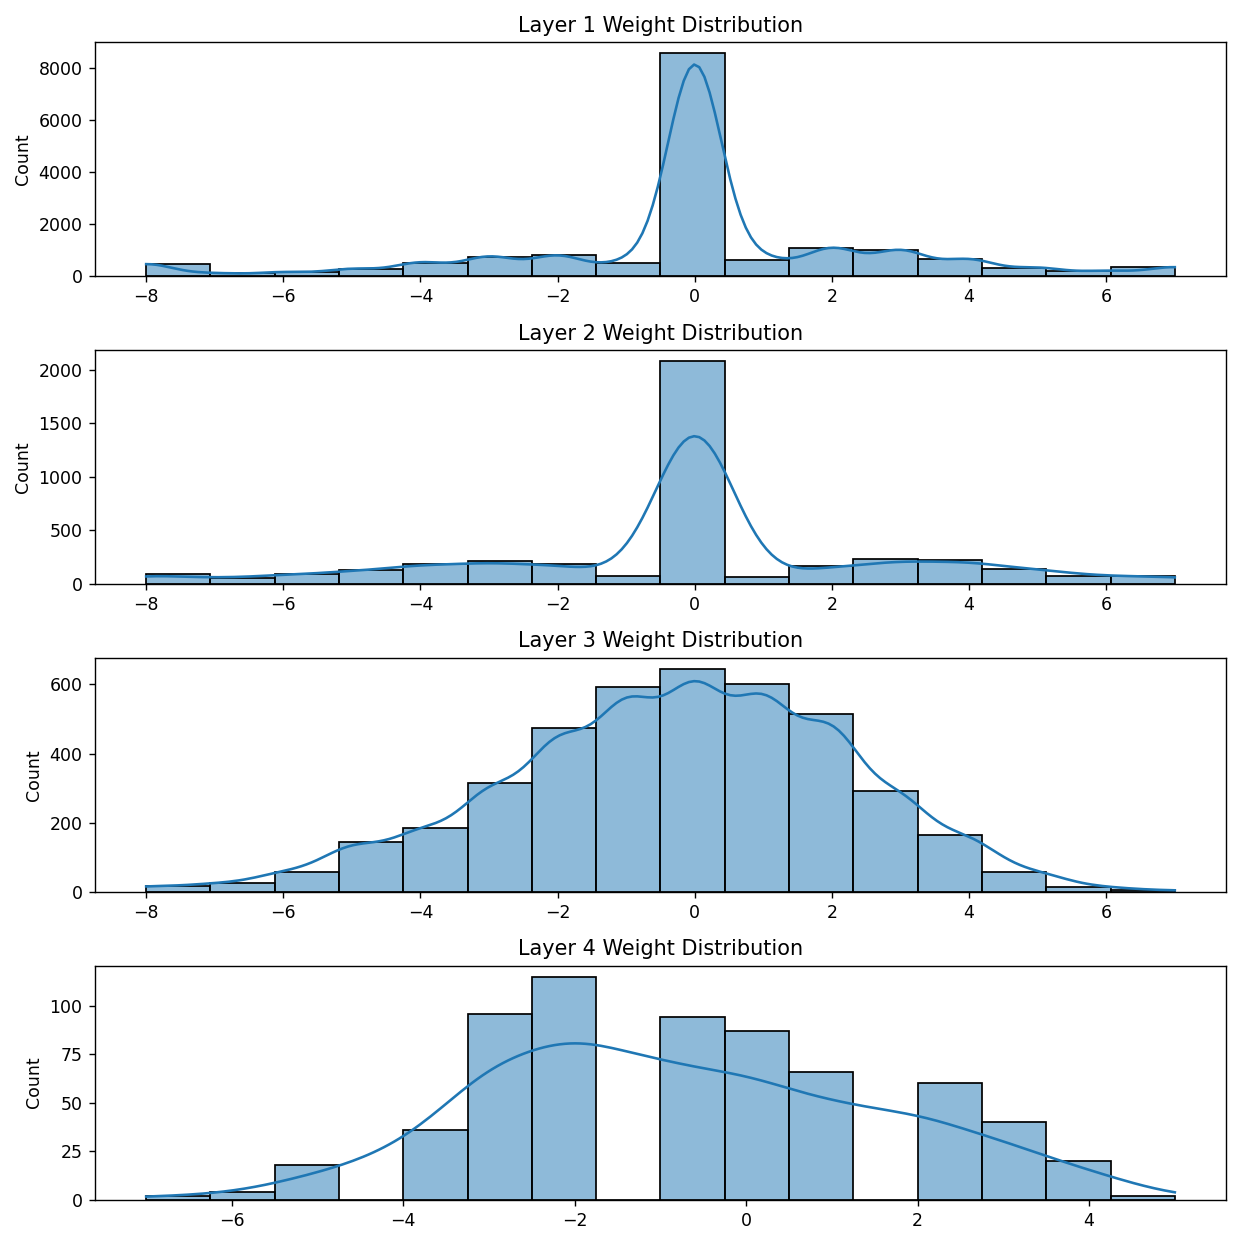 Layer 1 Weight Distribution
8000
6000
4000
2000
0
Count
−8 −6 −4 −2 0 2 4 6
Layer 2 Weight Distribution
2000
1500
1000
500
0
Count
−8 −6 −4 −2 0 2 4 6
Layer 3 Weight Distribution
600
400
200
0
Count
−8 −6 −4 −2 0 2 4 6
Layer 4 Weight Distribution
100
75
50
25
0
Count
−6 −4 −2 0 2 4